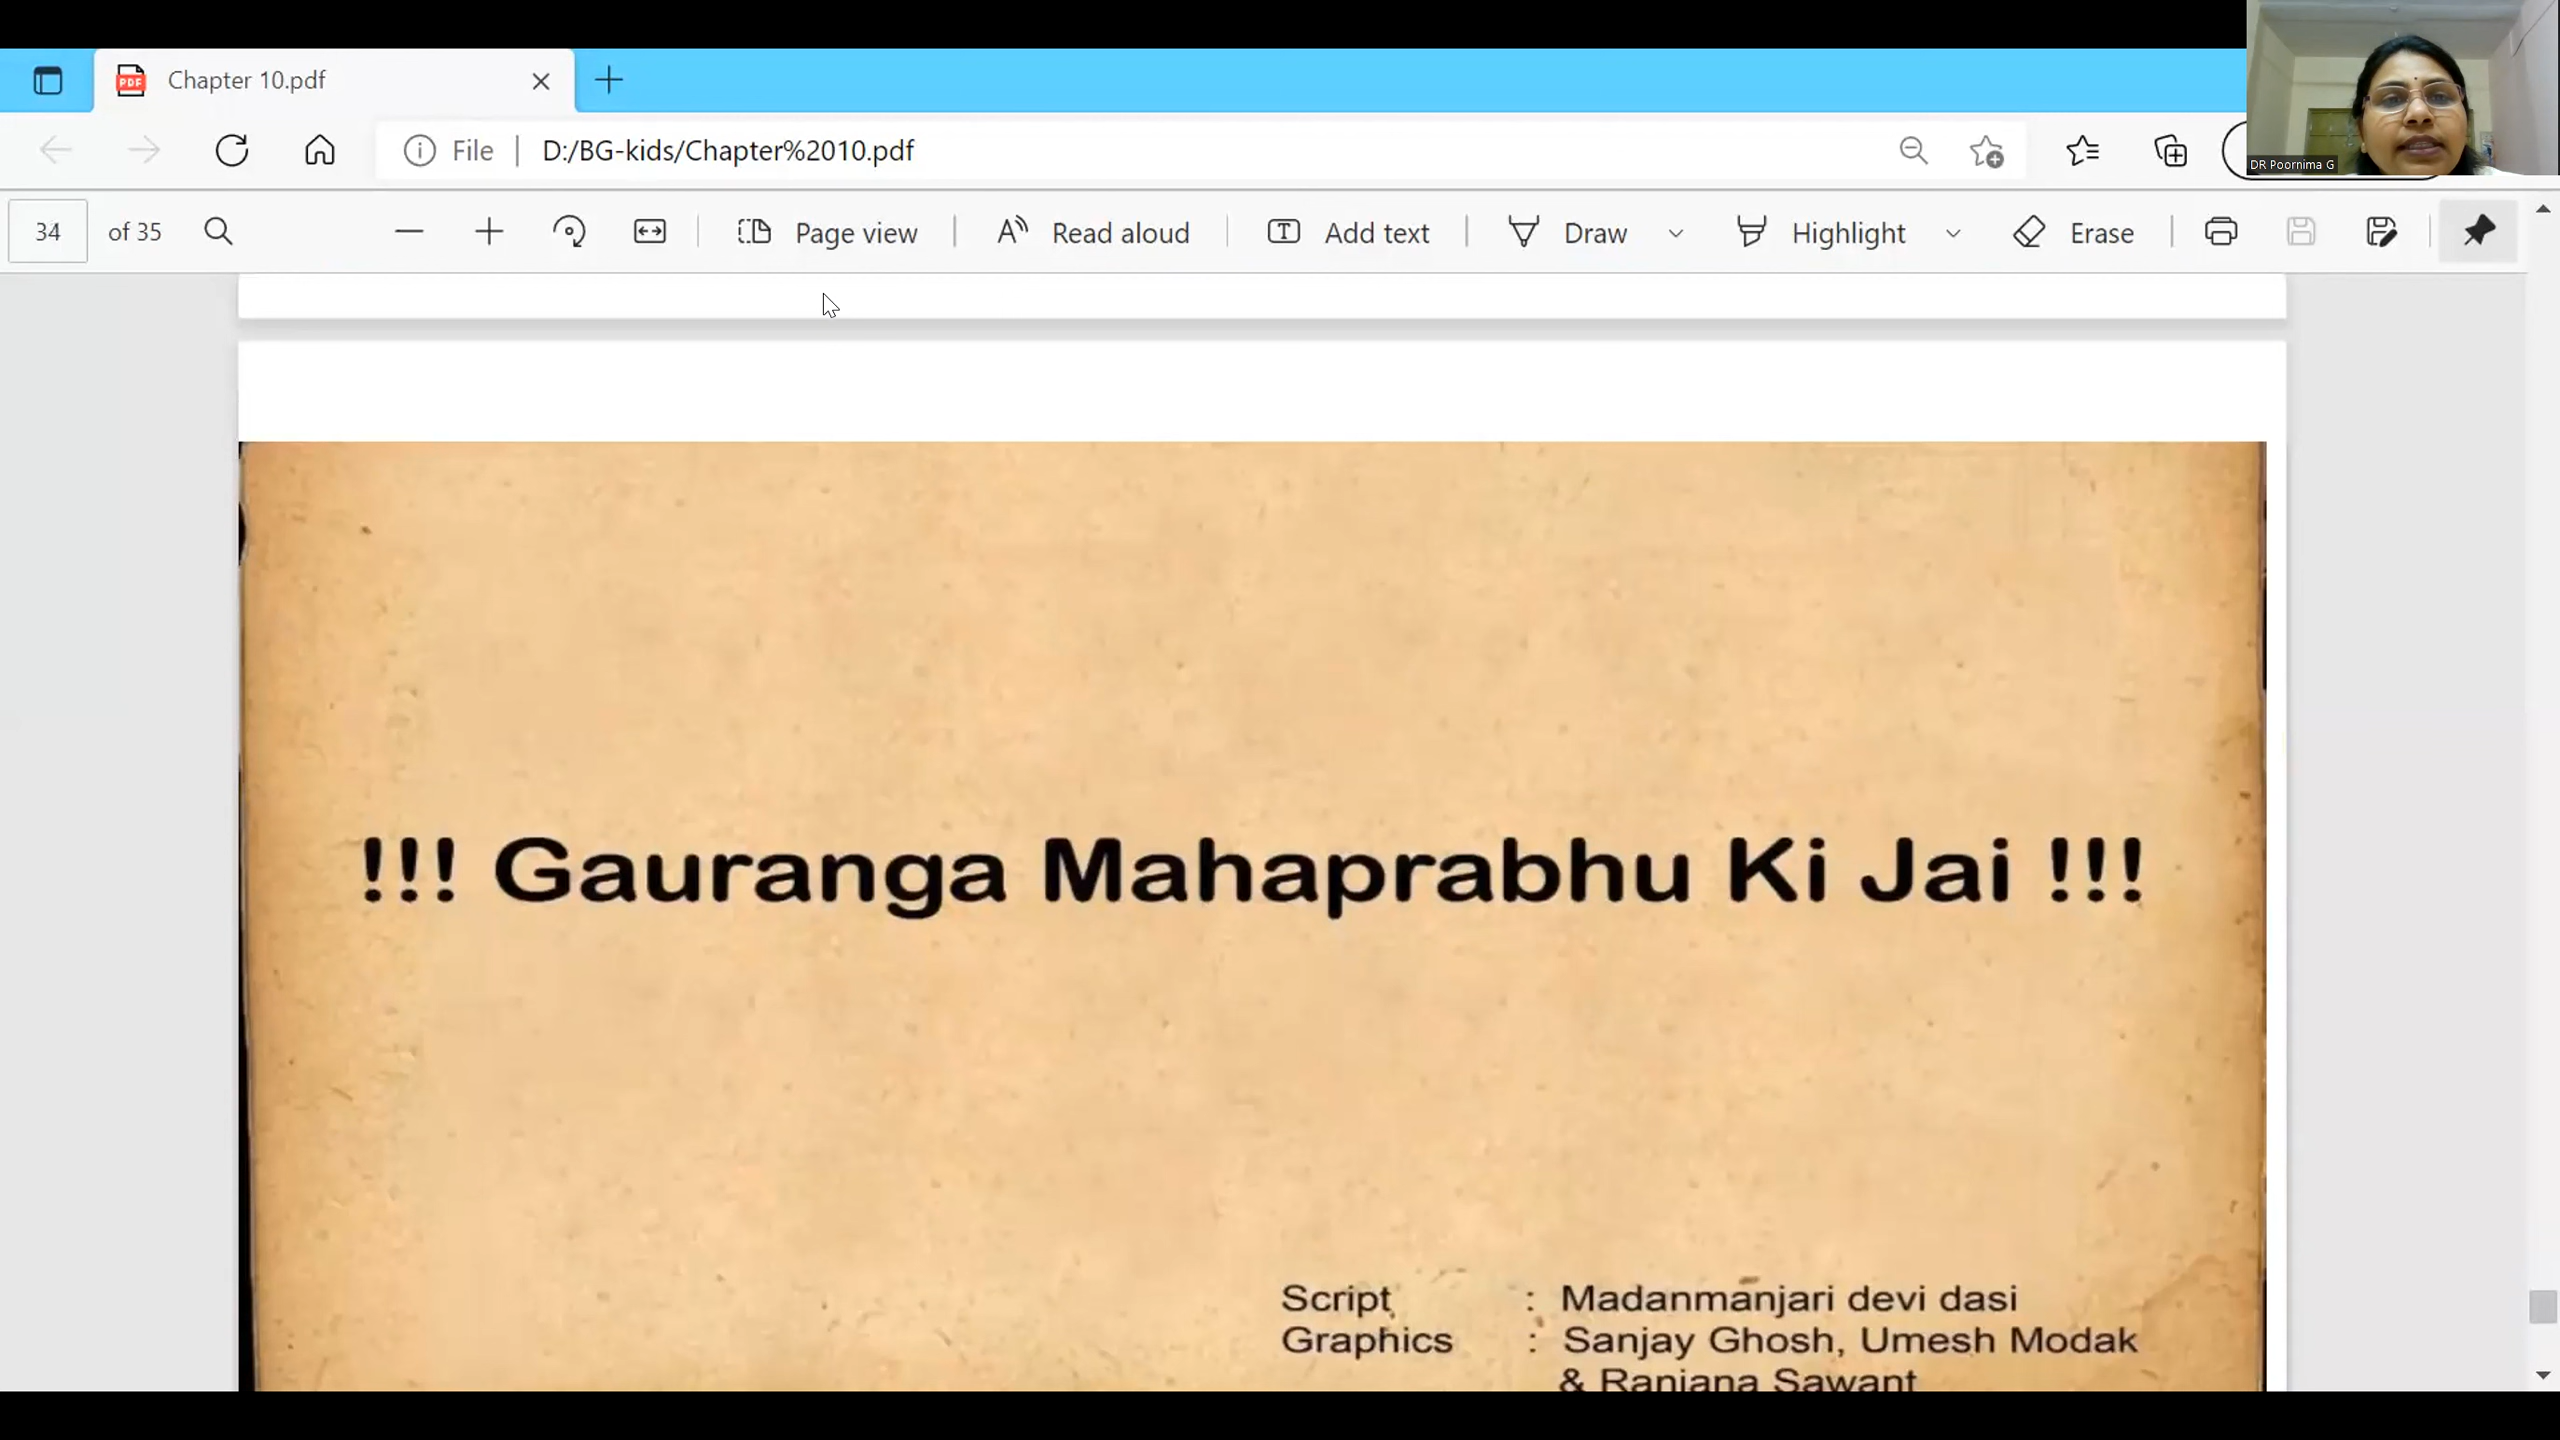 Chapter 10.pdf
File | D:/BG-kids/Chapter%2010.pdf
DR Poornima G
34 of 35 Page view Read aloud Add text Draw Highlight Erase
!!! Gauranga Mahaprabhu Ki Jai !!!
Script : Madanmanjari devi dasi
Graphics : Sanjay Ghosh, Umesh Modak
& Ranjana Sawant